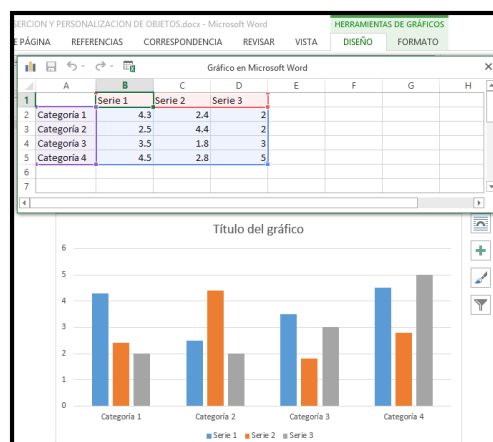 SERCION Y PERSONALIZACION DE OBJETOS.docx - Microsoft Word HERRAMIENTAS DE GRÁFICOS
E PÁGINA REFERENCIAS CORRESPONDENCIA REVISAR VISTA DISEÑO FORMATO
Gráfico en Microsoft Word
A B C D E F G H
1 Serie 1 Serie 2 Serie 3
2 Categoría 1 4.3 2.4 2
3 Categoría 2 2.5 4.4 2
4 Categoría 3 3.5 1.8 3
5 Categoría 4 4.5 2.8 5
6
7
Título del gráfico
6
5
4
3
2
1
0
Categoría 1 Categoría 2 Categoría 3 Categoría 4
Serie 1 Serie 2 Serie 3